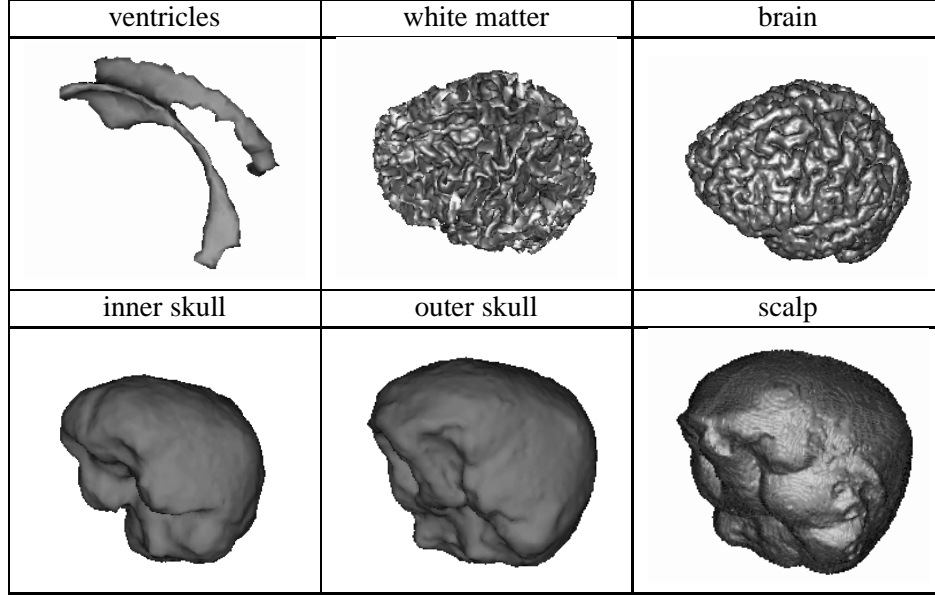 ventricles
white matter
brain
inner skull
outer skull
scalp